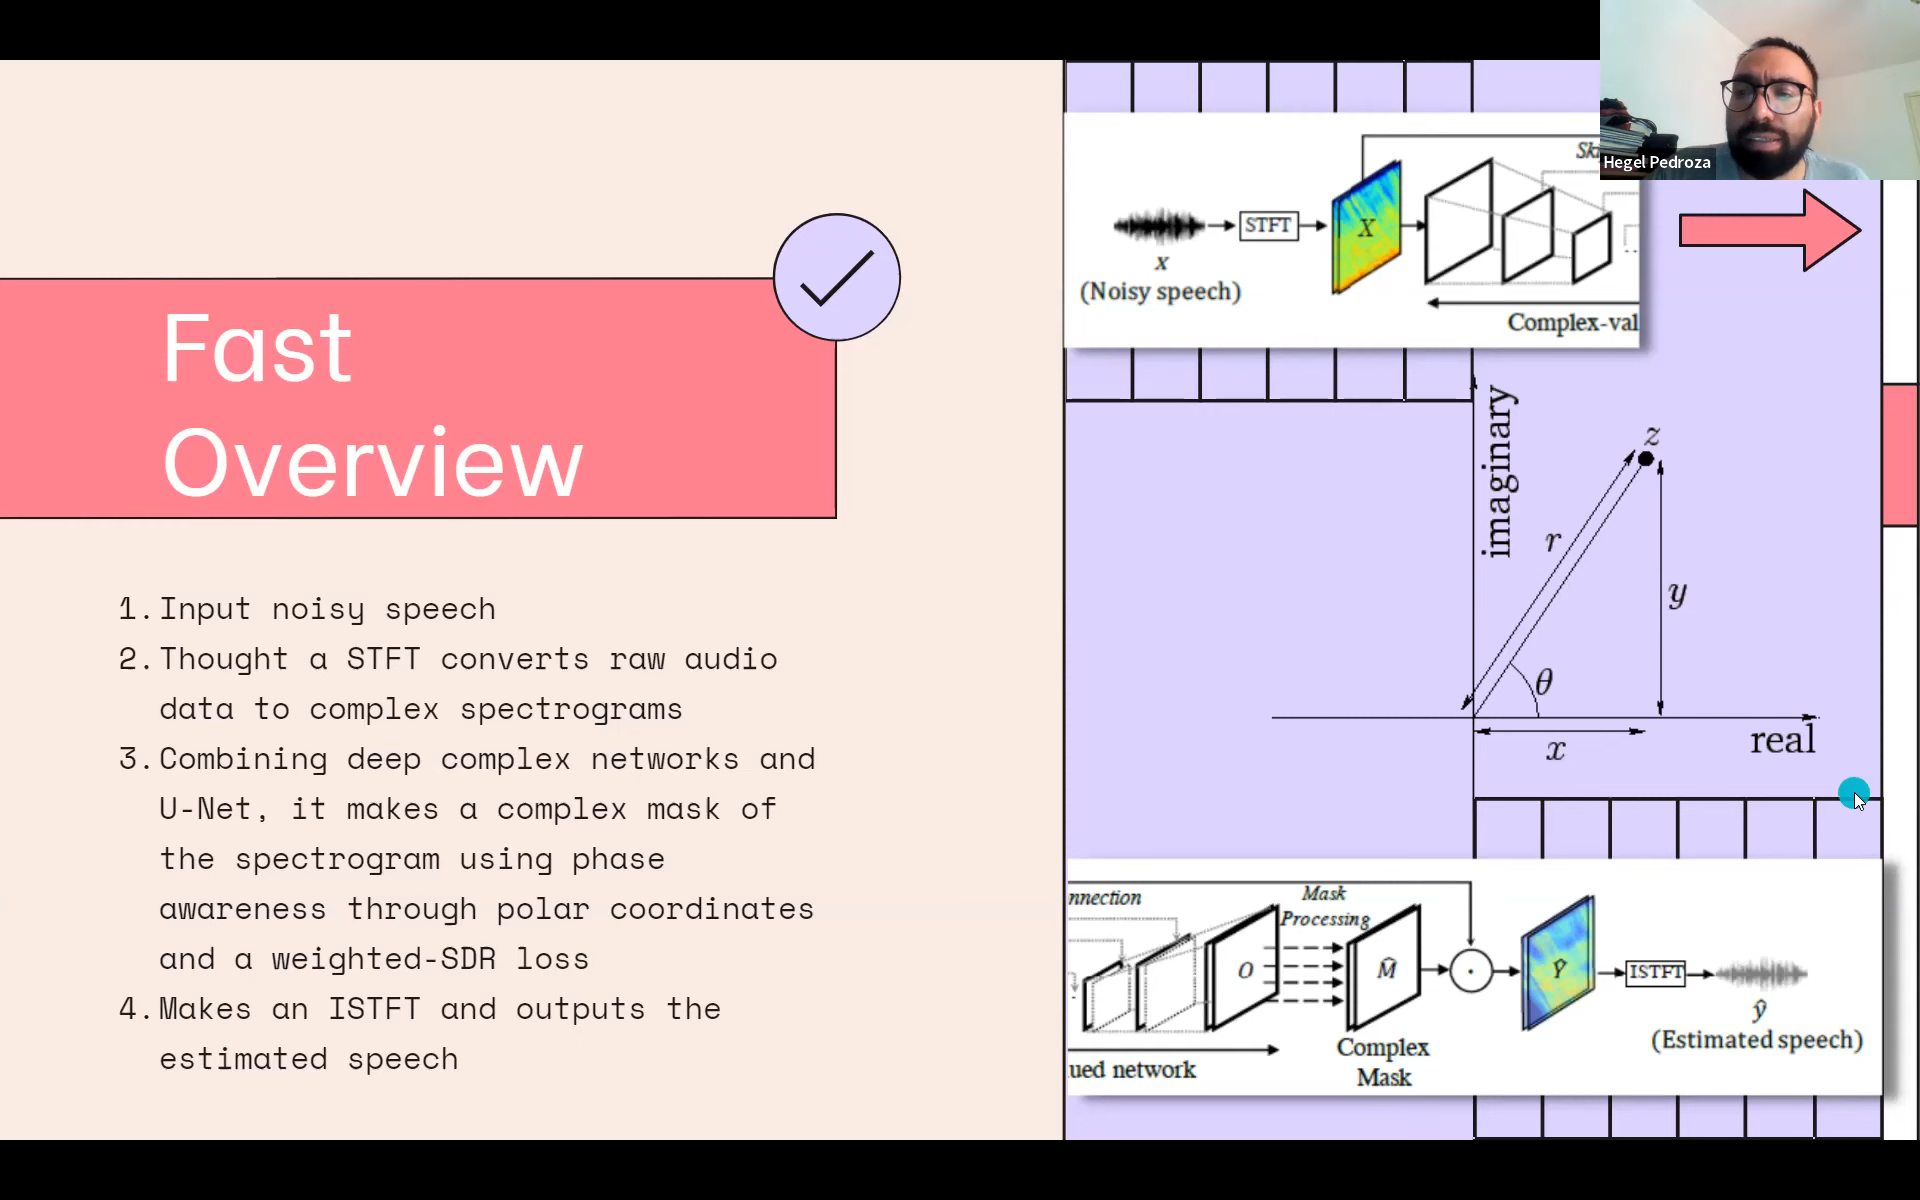 Fast
Overview
1. Input noisy speech
2. Thought a STFT converts raw audio
data to complex spectrograms
3. Combining deep complex networks and
U-Net, it makes a complex mask of
the spectrogram using phase
awareness through polar coordinates
and a weighted-SDR loss
4. Makes an ISTFT and outputs the
estimated speech
Hegel Pedroza
STFT
X
x
(Noisy speech)
Complex-val
imaginary
z
r
y
θ
x
real
nnection
Mask
Processing
O
M̂
Ŷ
ISTFT
ŷ
(Estimated speech)
Complex
Mask
ued network